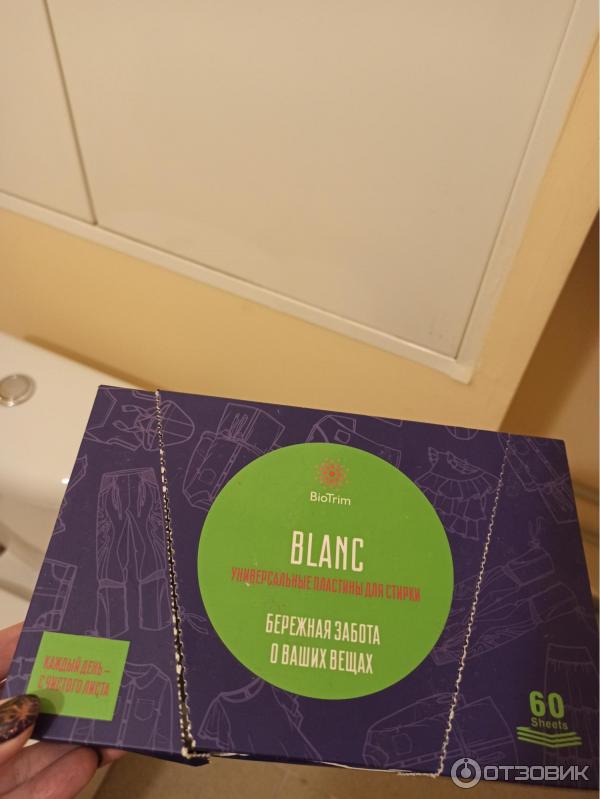 BioTrim
BLANC
УНИВЕРСАЛЬНЫЕ ПЛАСТИНЫ ДЛЯ СТИРКИ
БЕРЕЖНАЯ ЗАБОТА
О ВАШИХ ВЕЩАХ
КАЖДЫЙ ДЕНЬ –
С ЧИСТОГО ЛИСТА
60
Sheets
ОТЗОВИК